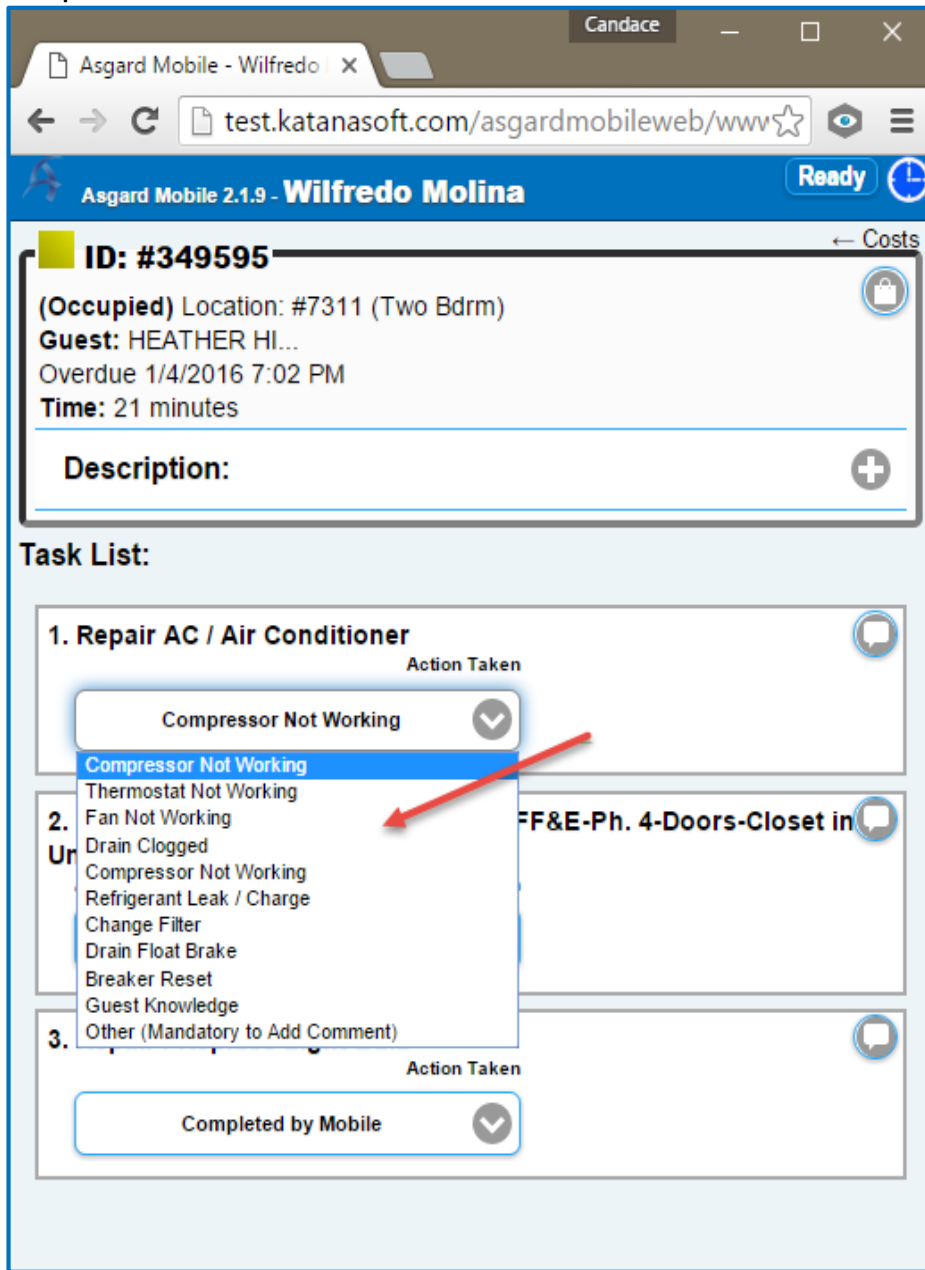 Candace
Asgard Mobile - Wilfredo
test.katanasoft.com/asgardmobileweb/www
Asgard Mobile 2.1.9 - Wilfredo Molina
Ready
← Costs
ID: #349595
(Occupied) Location: #7311 (Two Bdrm)
Guest: HEATHER HI...
Overdue 1/4/2016 7:02 PM
Time: 21 minutes
Description:
Task List:
1. Repair AC / Air Conditioner
Action Taken
Compressor Not Working
Compressor Not Working
Thermostat Not Working
Fan Not Working
Drain Clogged
Compressor Not Working
Refrigerant Leak / Charge
Change Filter
Drain Float Brake
Breaker Reset
Guest Knowledge
Other (Mandatory to Add Comment)
2. FF&E-Ph. 4-Doors-Closet in
3.
Action Taken
Completed by Mobile